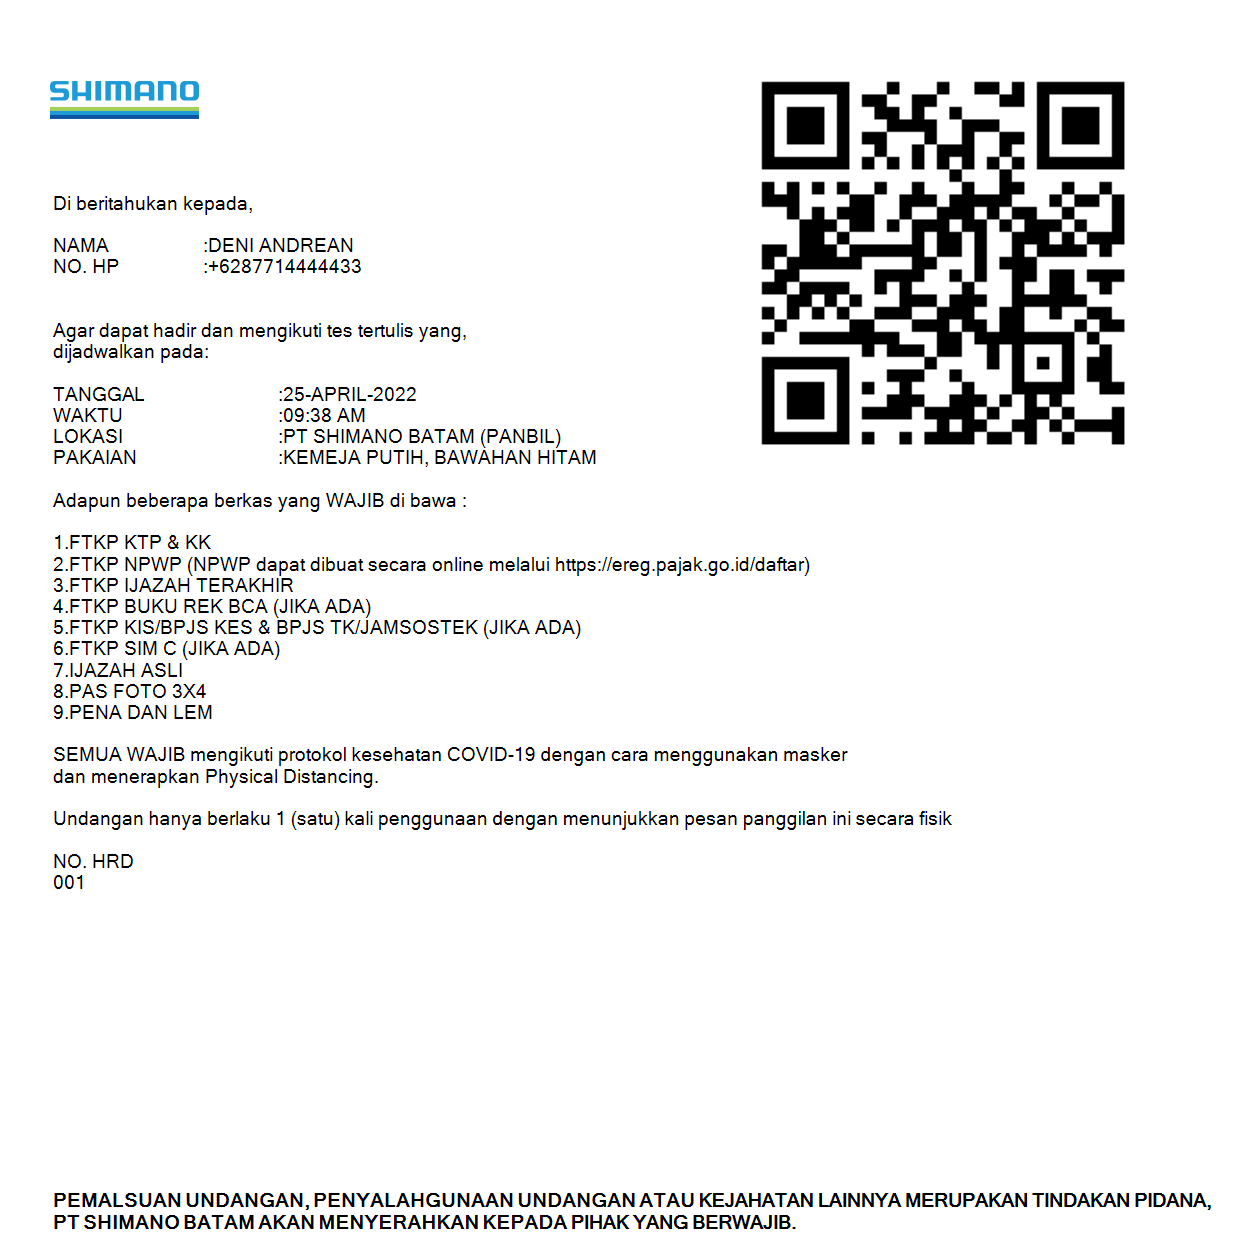 SHIMANO
Di beritahukan kepada,
NAMA :DENI ANDREAN
NO. HP :+6287714444433
Agar dapat hadir dan mengikuti tes tertulis yang,
dijadwalkan pada:
TANGGAL :25-APRIL-2022
WAKTU :09:38 AM
LOKASI :PT SHIMANO BATAM (PANBIL)
PAKAIAN :KEMEJA PUTIH, BAWAHAN HITAM
Adapun beberapa berkas yang WAJIB di bawa :
1.FTKP KTP & KK
2.FTKP NPWP (NPWP dapat dibuat secara online melalui https://ereg.pajak.go.id/daftar)
3.FTKP IJAZAH TERAKHIR
4.FTKP BUKU REK BCA (JIKA ADA)
5.FTKP KIS/BPJS KES & BPJS TK/JAMSOSTEK (JIKA ADA)
6.FTKP SIM C (JIKA ADA)
7.IJAZAH ASLI
8.PAS FOTO 3X4
9.PENA DAN LEM
SEMUA WAJIB mengikuti protokol kesehatan COVID-19 dengan cara menggunakan masker
dan menerapkan Physical Distancing.
Undangan hanya berlaku 1 (satu) kali penggunaan dengan menunjukkan pesan panggilan ini secara fisik
NO. HRD
001
PEMALSUAN UNDANGAN, PENYALAHGUNAAN UNDANGAN ATAU KEJAHATAN LAINNYA MERUPAKAN TINDAKAN PIDANA,
PT SHIMANO BATAM AKAN MENYERAHKAN KEPADA PIHAK YANG BERWAJIB.